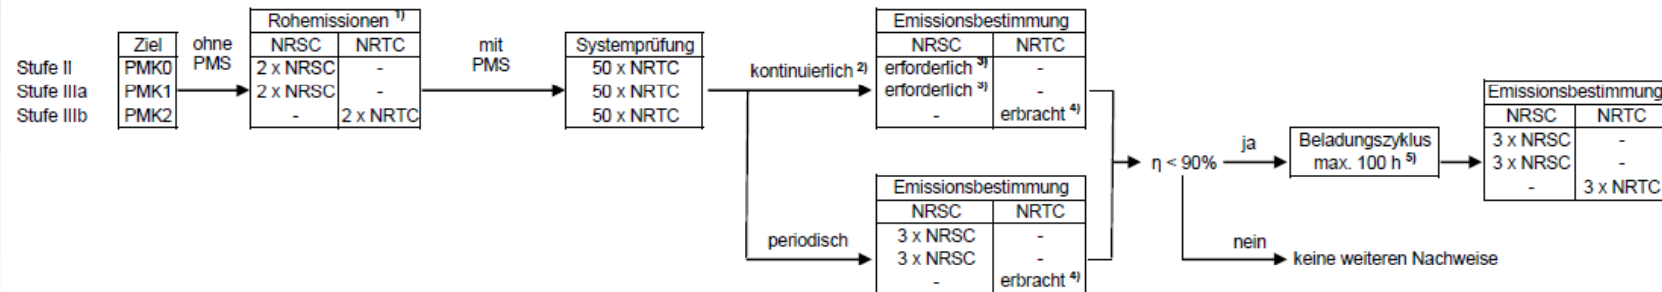 Rohemissionen 1)
Ziel ohne PMS NRSC NRTC mit PMS Systemprüfung
Stufe II PMK0 2 x NRSC - 50 x NRTC
Stufe IIIa PMK1 2 x NRSC - 50 x NRTC
Stufe IIIb PMK2 - 2 x NRTC 50 x NRTC
kontinuierlich 2)
Emissionsbestimmung
NRSC NRTC
erforderlich 3) -
erforderlich 3) -
- erbracht 4)
periodisch
Emissionsbestimmung
NRSC NRTC
3 x NRSC -
3 x NRSC -
- erbracht 4)
η < 90%
ja
Beladungszyklus
max. 100 h 5)
Emissionsbestimmung
NRSC NRTC
3 x NRSC -
3 x NRSC -
- 3 x NRTC
nein
keine weiteren Nachweise